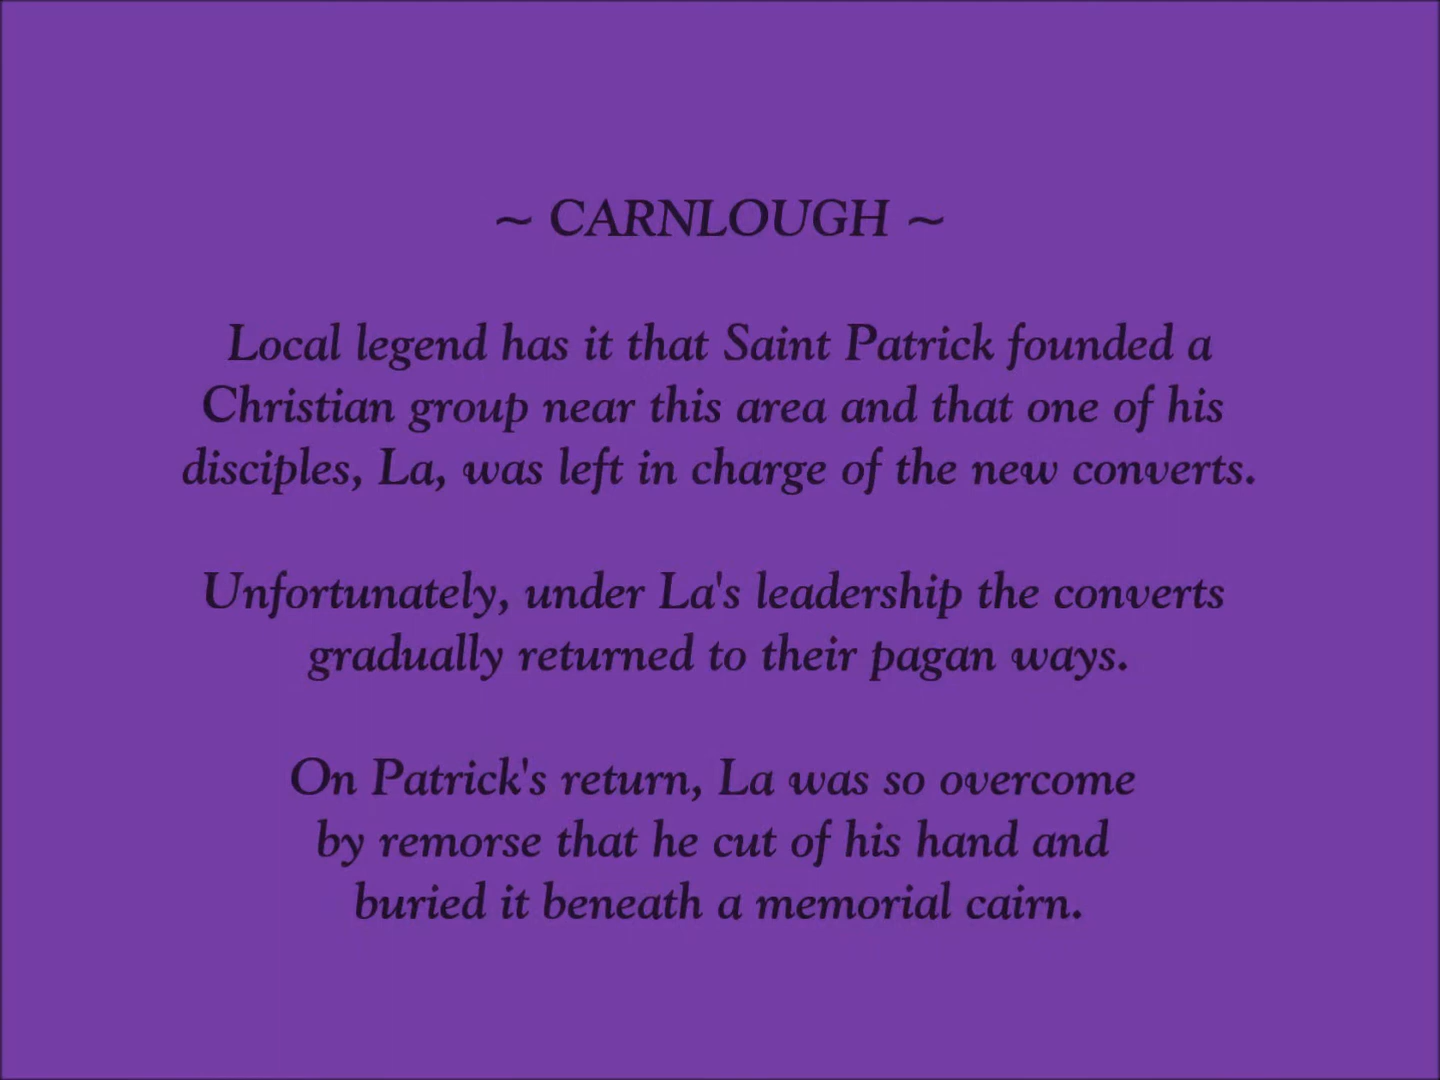 ~ CARNLOUGH ~
Local legend has it that Saint Patrick founded a
Christian group near this area and that one of his
disciples, La, was left in charge of the new converts.
Unfortunately, under La's leadership the converts
gradually returned to their pagan ways.
On Patrick's return, La was so overcome
by remorse that he cut of his hand and
buried it beneath a memorial cairn.